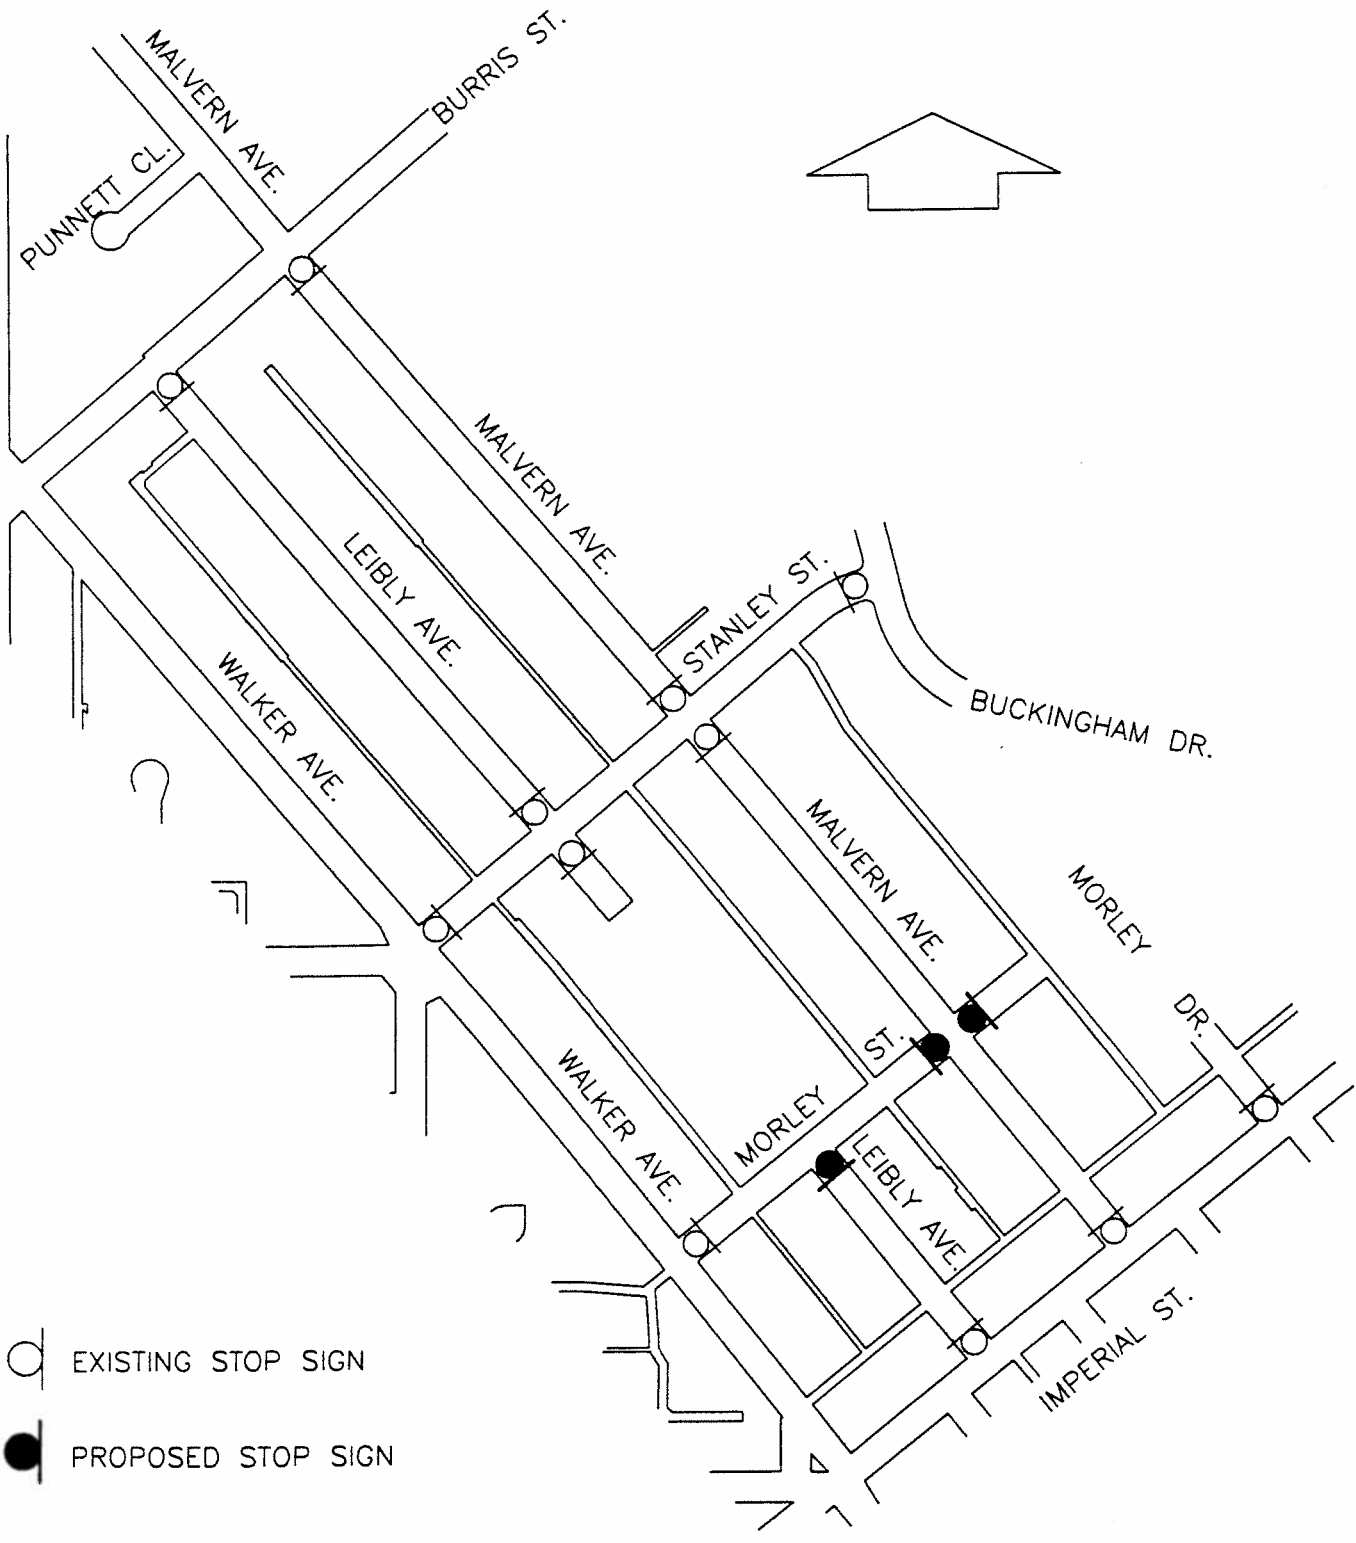 BURRIS ST.
MALVERN AVE.
PUNNETT CL.
MALVERN AVE.
LEIBLY AVE.
STANLEY ST.
WALKER AVE.
BUCKINGHAM DR.
MALVERN AVE.
MORLEY DR.
MORLEY ST.
WALKER AVE.
LEIBLY AVE.
IMPERIAL ST.
EXISTING STOP SIGN
PROPOSED STOP SIGN